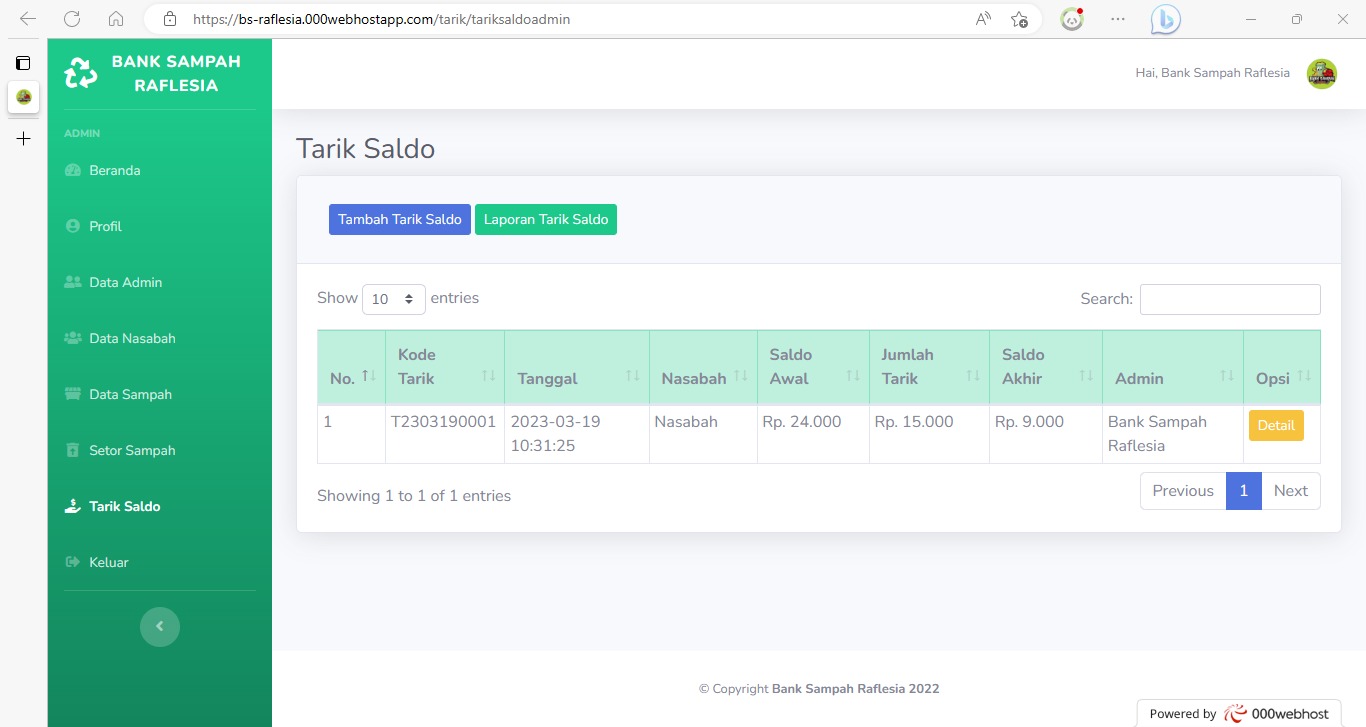 https://bs-raflesia.000webhostapp.com/tarik/tariksaldoadmin
BANK SAMPAH
RAFLESIA
Hai, Bank Sampah Raflesia
ADMIN
Beranda
Profil
Data Admin
Data Nasabah
Data Sampah
Setor Sampah
Tarik Saldo
Keluar
Tarik Saldo
Tambah Tarik Saldo Laporan Tarik Saldo
Show 10 entries Search:
No. Kode Tarik Tanggal Nasabah Saldo Awal Jumlah Tarik Saldo Akhir Admin Opsi
1 T2303190001 2023-03-19 10:31:25 Nasabah Rp. 24.000 Rp. 15.000 Rp. 9.000 Bank Sampah Raflesia Detail
Showing 1 to 1 of 1 entries Previous 1 Next
© Copyright Bank Sampah Raflesia 2022
Powered by 000webhost